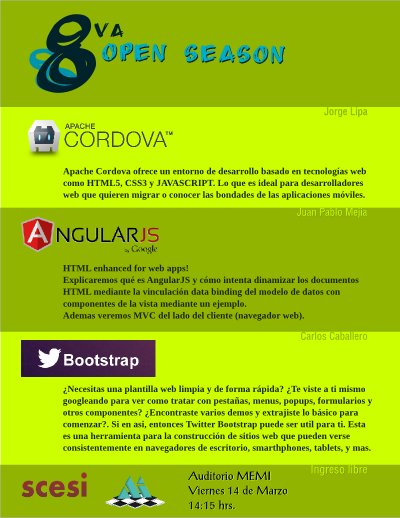 8VA
OPEN SEASON
Jorge Lipa
APACHE
CORDOVA™
Apache Cordova ofrece un entorno de desarrollo basado en tecnologías web
como HTML5, CSS3 y JAVASCRIPT. Lo que es ideal para desarrolladores
web que quieren migrar o conocer las bondades de las aplicaciones móviles.
Juan Pablo Mejía
ANGULARJS
by Google
HTML enhanced for web apps!
Explicaremos qué es AngularJS y cómo intenta dinamizar los documentos
HTML mediante la vinculación data binding del modelo de datos con
componentes de la vista mediante un ejemplo.
Ademas veremos MVC del lado del cliente (navegador web).
Carlos Caballero
Bootstrap
¿Necesitas una plantilla web limpia y de forma rápida? ¿Te viste a ti mismo
googleando para ver como tratar con pestañas, menus, popups, formularios y
otros componentes? ¿Encontraste varios demos y extrajiste lo básico para
comenzar?. Si en asi, entonces Twitter Bootstrap puede ser util para ti. Esta
es una herramienta para la construcción de sitios web que pueden verse
consistentemente en navegadores de escritorio, smarthphones, tablets, y mas.
Ingreso libre
scesi
Auditorio MEMI
Viernes 14 de Marzo
14:15 hrs.